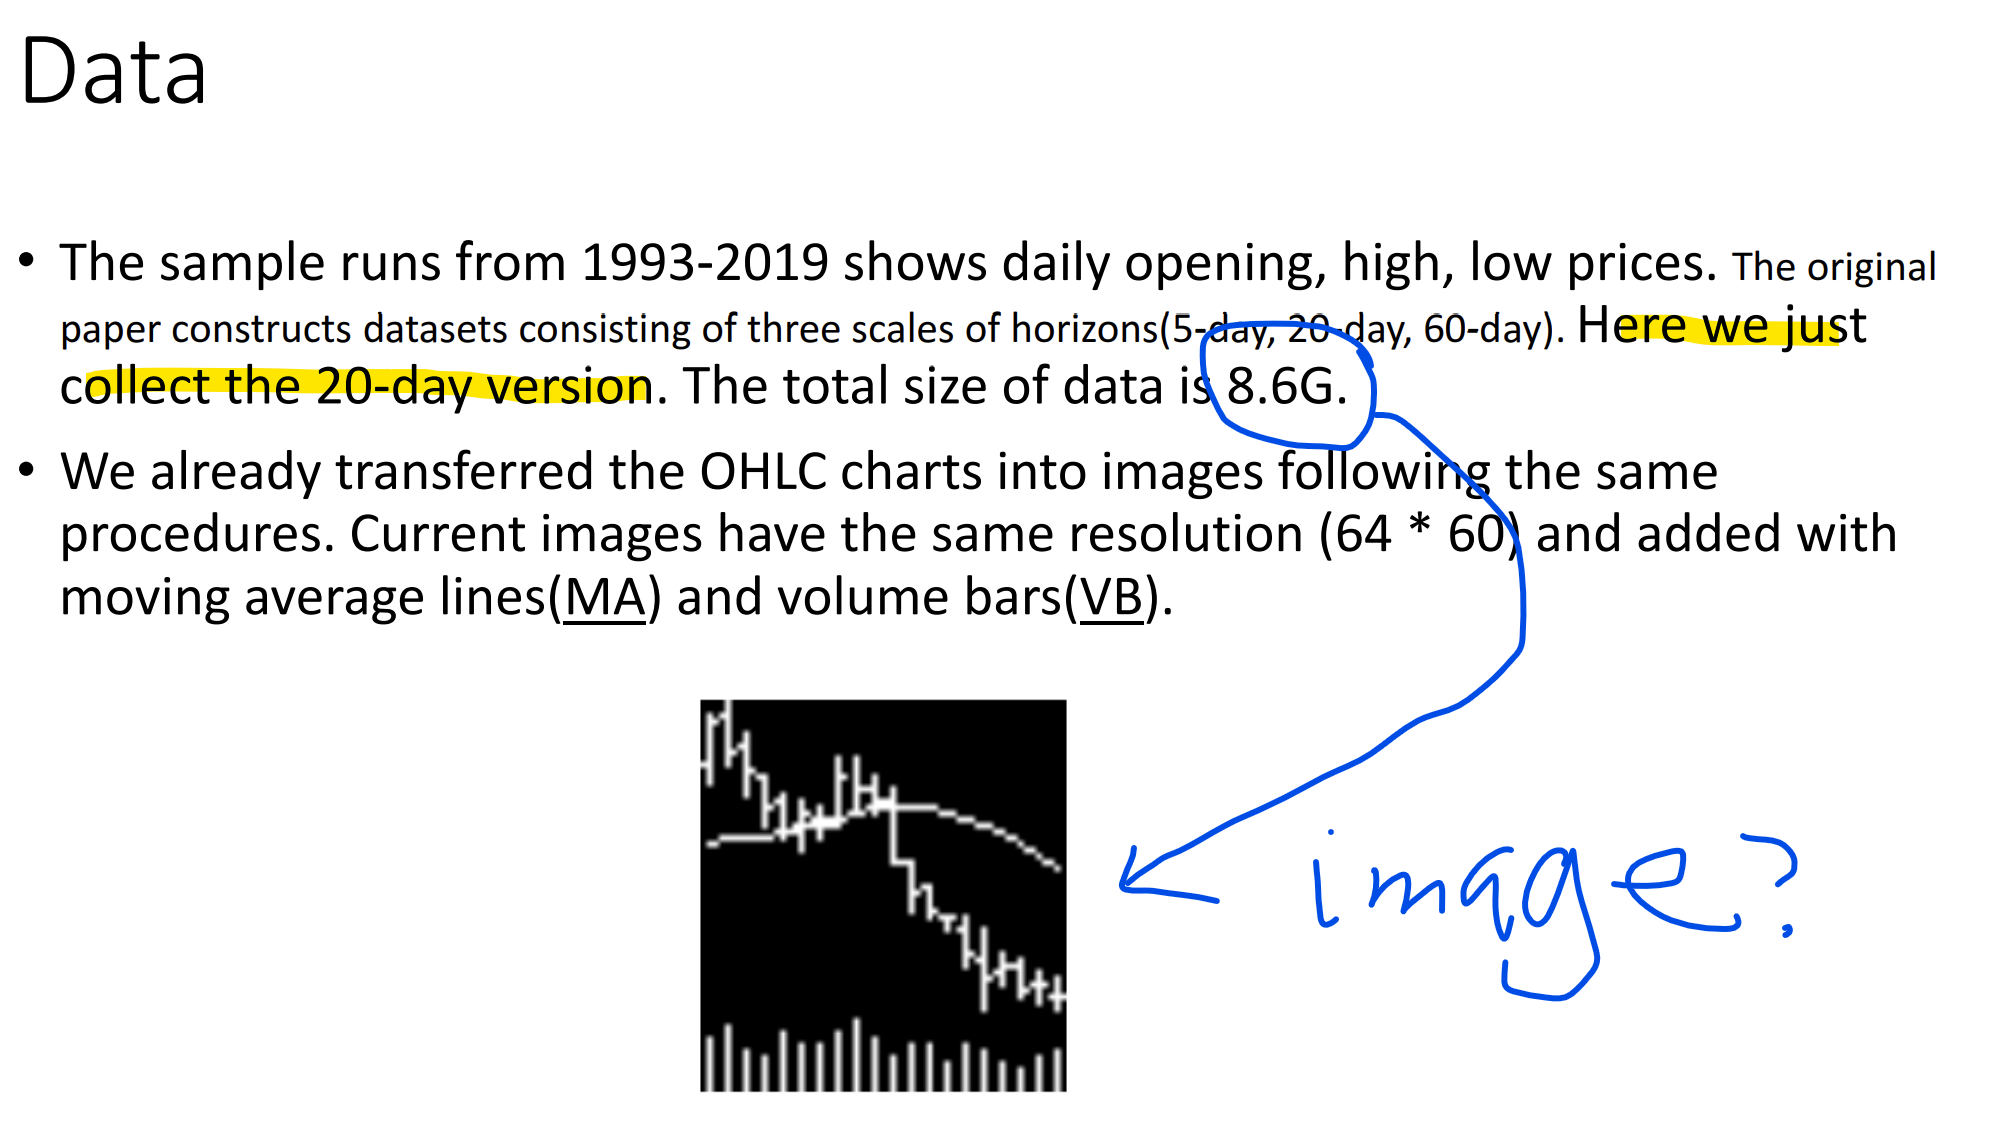 Data
• The sample runs from 1993-2019 shows daily opening, high, low prices. The original
paper constructs datasets consisting of three scales of horizons(5-day, 20-day, 60-day). Here we just
collect the 20-day version. The total size of data is 8.6G.
• We already transferred the OHLC charts into images following the same
procedures. Current images have the same resolution (64 * 60) and added with
moving average lines(MA) and volume bars(VB).
image?